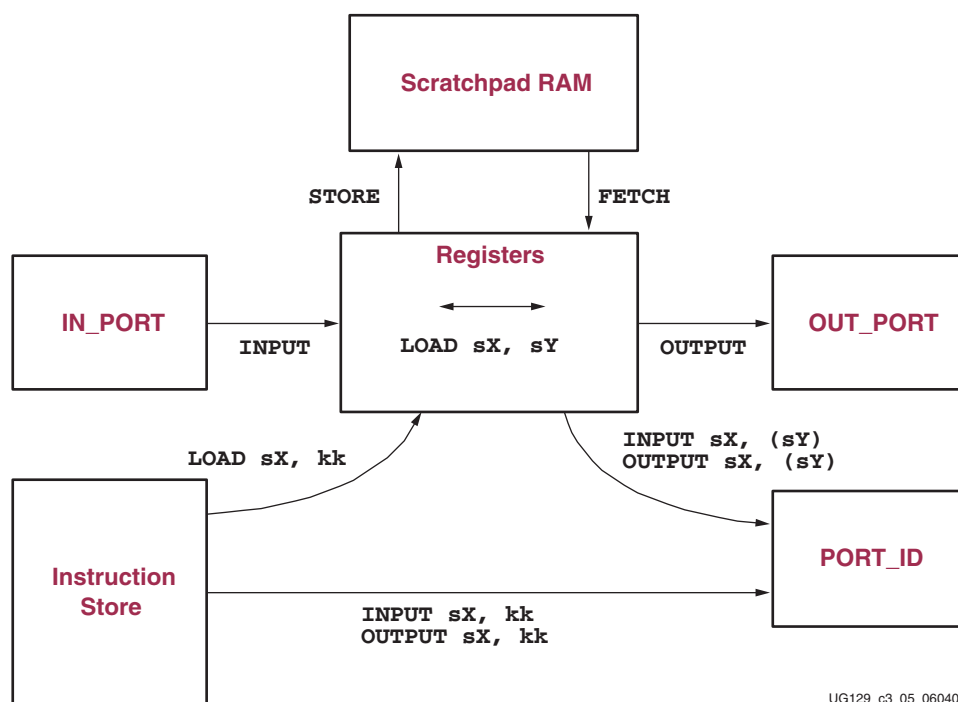 Scratchpad RAM
STORE
FETCH
Registers
IN_PORT
OUT_PORT
INPUT
LOAD sX, sY
OUTPUT
LOAD sX, kk
INPUT sX, (sY)
OUTPUT sX, (sY)
Instruction
Store
PORT_ID
INPUT sX, kk
OUTPUT sX, kk
UG129_c3_05_06040